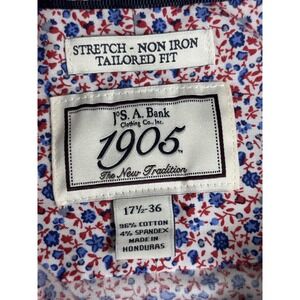 STRETCH - NON IRON
TAILORED FIT
JoS. A. Bank
Clothing Co., Inc.
1905™
The New Tradition
17½-36
96% COTTON
4% SPANDEX
MADE IN
HONDURAS